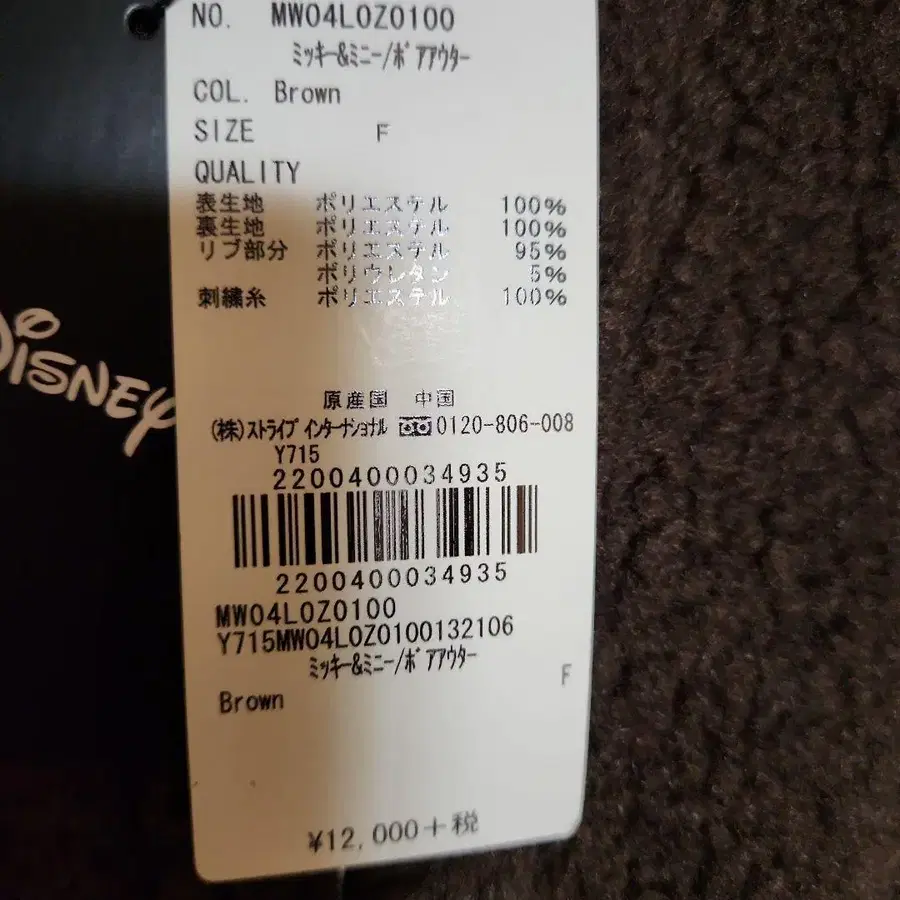 NO. MW04L0Z0100
ミッキー&ミニー/ボアアウター
COL. Brown
SIZE F
QUALITY
表生地 ポリエステル 100%
裏生地 ポリエステル 100%
リブ部分 ポリエステル 95%
ポリウレタン 5%
刺繍糸 ポリエステル 100%
DISNEY
原産国 中国
(株)ストライプインターナショナル 0120-806-008
Y715
2200400034935
2200400034935
MW04L0Z0100
Y715MW04L0Z0100132106
ミッキー&ミニー/ボアアウター
Brown F
¥12,000+税